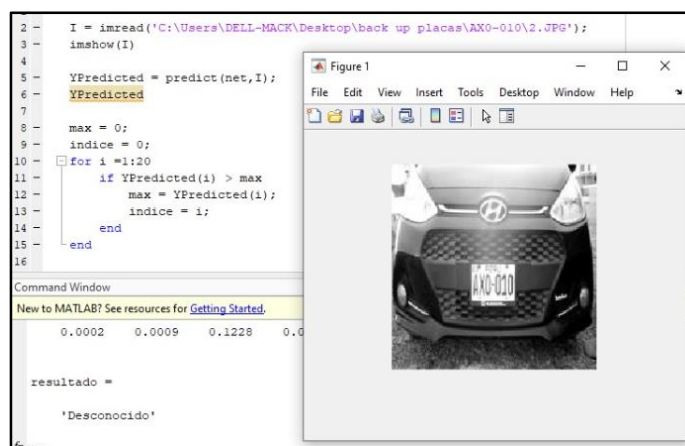 2 - I = imread('C:\Users\DELL-MACK\Desktop\back up placas\AX0-010\2.JPG');
3 - imshow(I)
4
5 - YPredicted = predict(net,I);
6 - YPredicted
7
8 - max = 0;
9 - indice = 0;
10 - for i =1:20
11 - if YPredicted(i) > max
12 - max = YPredicted(i);
13 - indice = i;
14 - end
15 - end
16
Command Window
New to MATLAB? See resources for Getting Started.
0.0002 0.0009 0.1228 0.0
resultado =
'Desconocido'
Figure 1
File Edit View Insert Tools Desktop Window Help
AX0-010